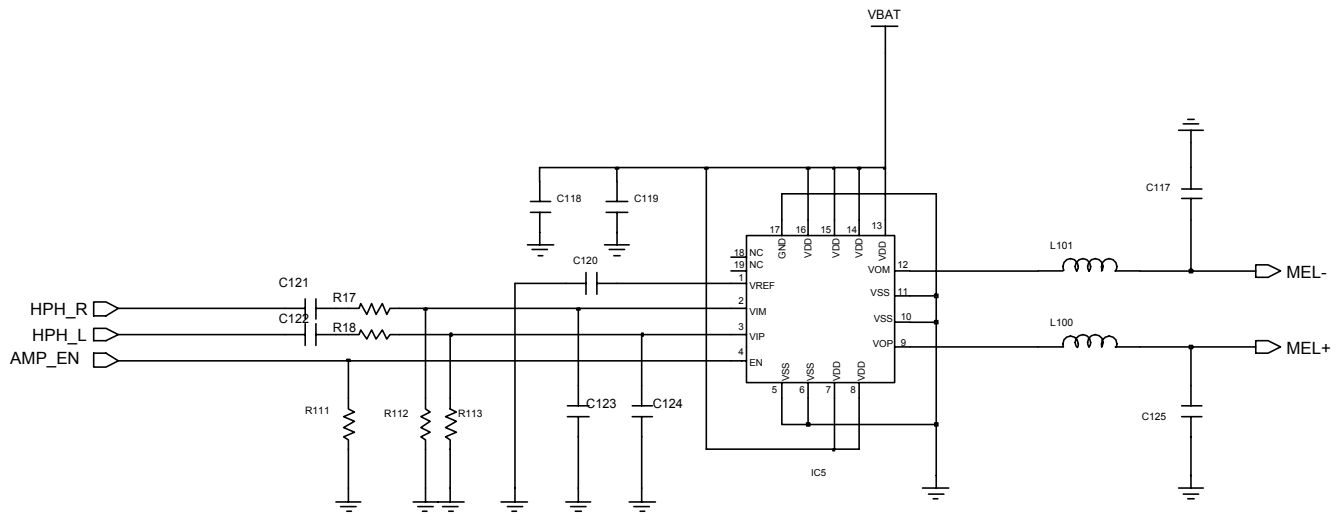 VBAT
C118
C119
C117
17
16
15
14
13
GND
VDD
VDD
VDD
VDD
L101
18
NC
19
NC
C120
1
VREF
VOM
12
MEL-
C121
R17
HPH_R
2
VIM
VSS
11
C122
R18
HPH_L
3
VIP
VSS
10
L100
AMP_EN
4
EN
VOP
9
MEL+
VSS
VSS
VDD
VDD
5
6
7
8
R111
R112
R113
C123
C124
C125
IC5